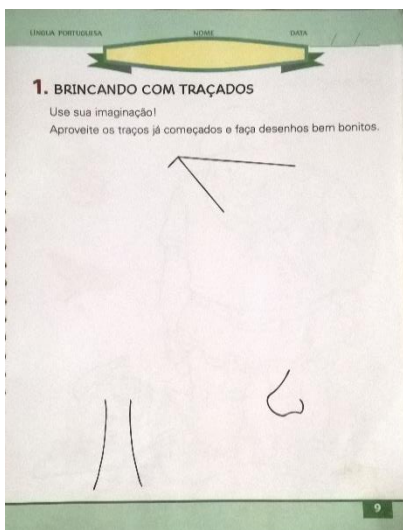 LÍNGUA PORTUGUESA NOME DATA
1. BRINCANDO COM TRAÇADOS
Use sua imaginação!
Aproveite os traços já começados e faça desenhos bem bonitos.
9